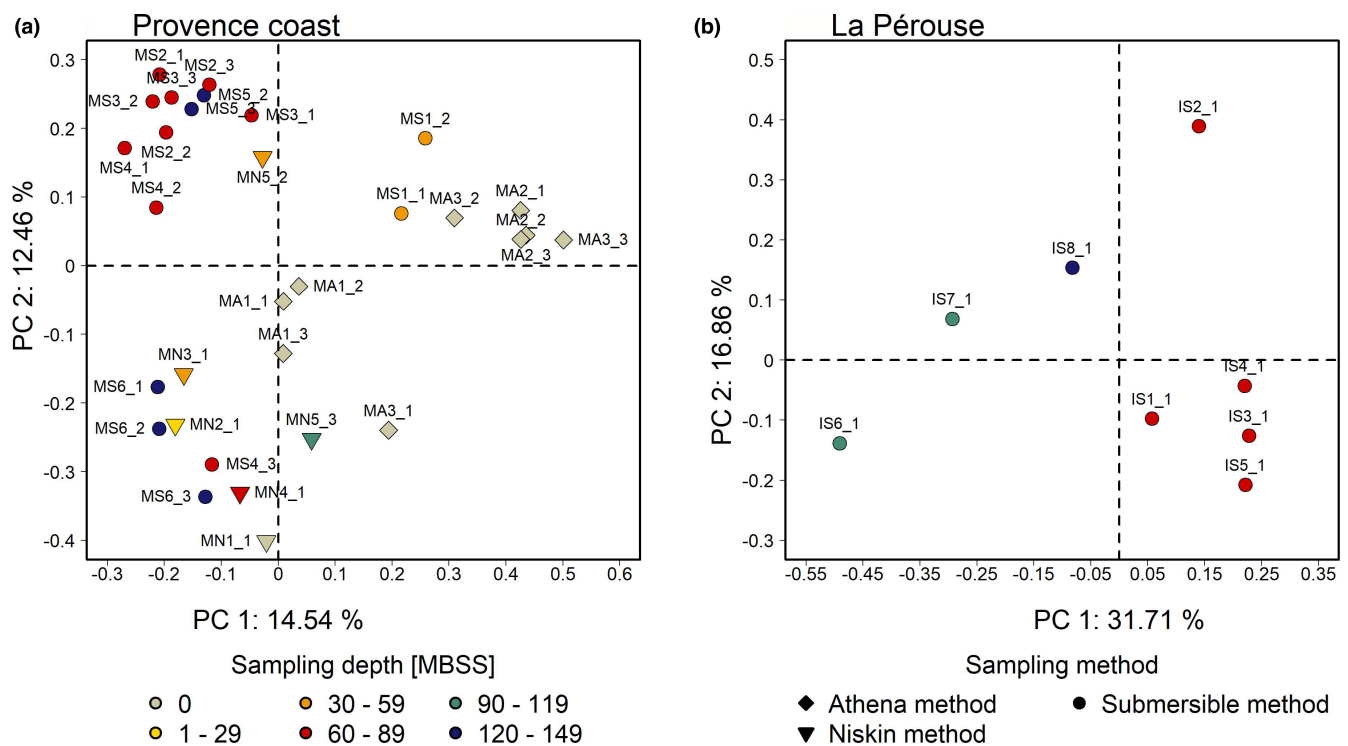 (a) Provence coast
(b) La Pérouse
PC 2: 12.46 %
0.3
0.2
0.1
0
-0.1
-0.2
-0.3
-0.4
MS2_1
MS2_3
MS3_3
MS3_2
MS5_2
MS5_3
MS3_1
MS2_2
MS4_1
MS4_2
MN5_2
MS1_2
MS1_1
MA3_2
MA2_1
MA2_2
MA2_3
MA3_3
MA1_1
MA1_2
MA1_3
MN3_1
MS6_1
MS6_2
MN2_1
MN5_3
MA3_1
MS4_3
MS6_3
MN4_1
MN1_1
-0.3 -0.2 -0.1 0 0.1 0.2 0.3 0.4 0.5 0.6
PC 1: 14.54 %
PC 2: 16.86 %
0.5
0.4
0.3
0.2
0.1
0
-0.1
-0.2
-0.3
IS2_1
IS8_1
IS7_1
IS4_1
IS1_1
IS3_1
IS6_1
IS5_1
-0.55 -0.45 -0.35 -0.25 -0.15 -0.05 0.05 0.15 0.25 0.35
PC 1: 31.71 %
Sampling depth [MBSS]
0 30 - 59 90 - 119
1 - 29 60 - 89 120 - 149
Sampling method
Athena method Submersible method
Niskin method